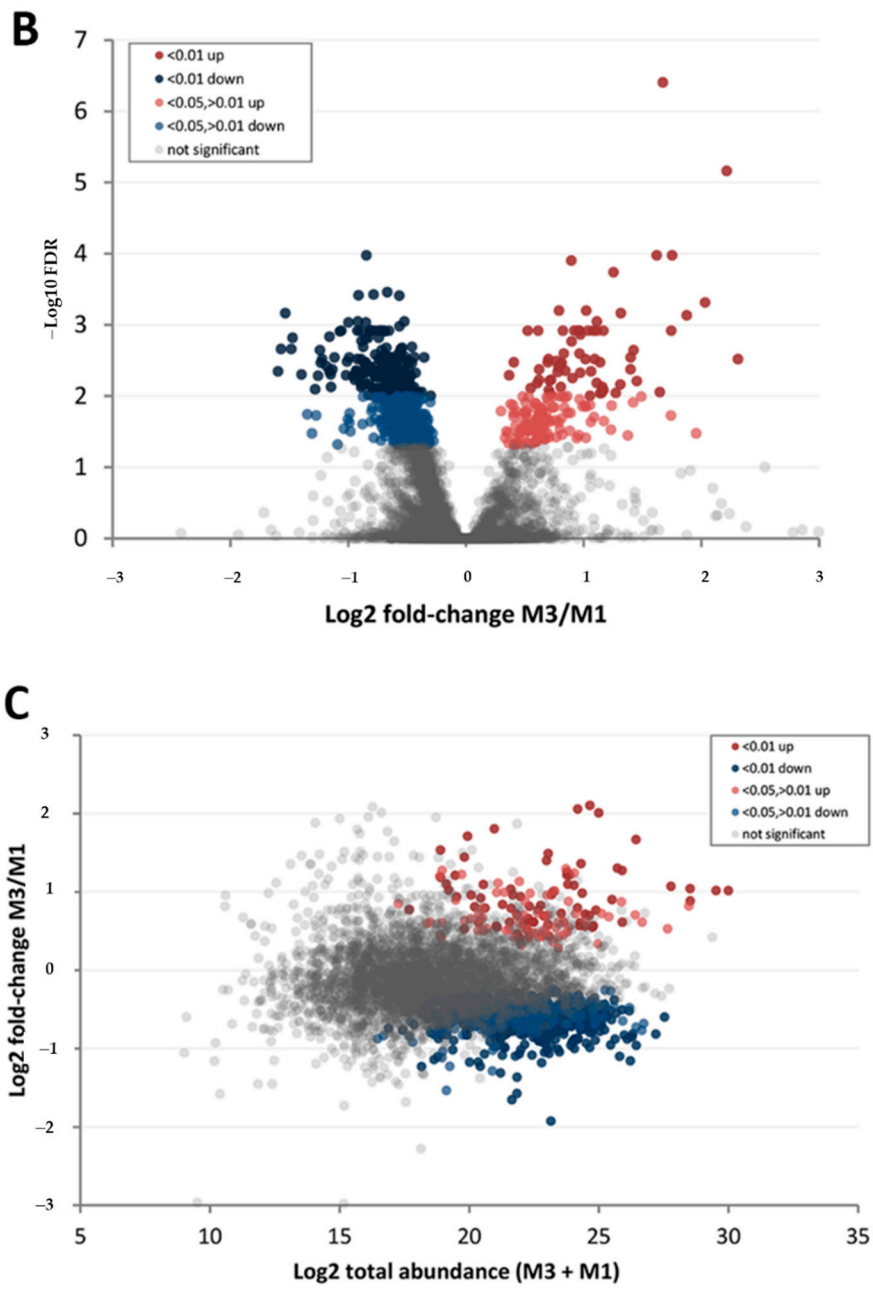 B
7
<0.01 up
<0.01 down
<0.05,>0.01 up
<0.05,>0.01 down
not significant
6
5
4
3
2
1
0
−Log10 FDR
−3 −2 −1 0 1 2 3
Log2 fold-change M3/M1
C
3
<0.01 up
<0.01 down
<0.05,>0.01 up
<0.05,>0.01 down
not significant
2
1
0
−1
−2
−3
Log2 fold-change M3/M1
5 10 15 20 25 30 35
Log2 total abundance (M3 + M1)